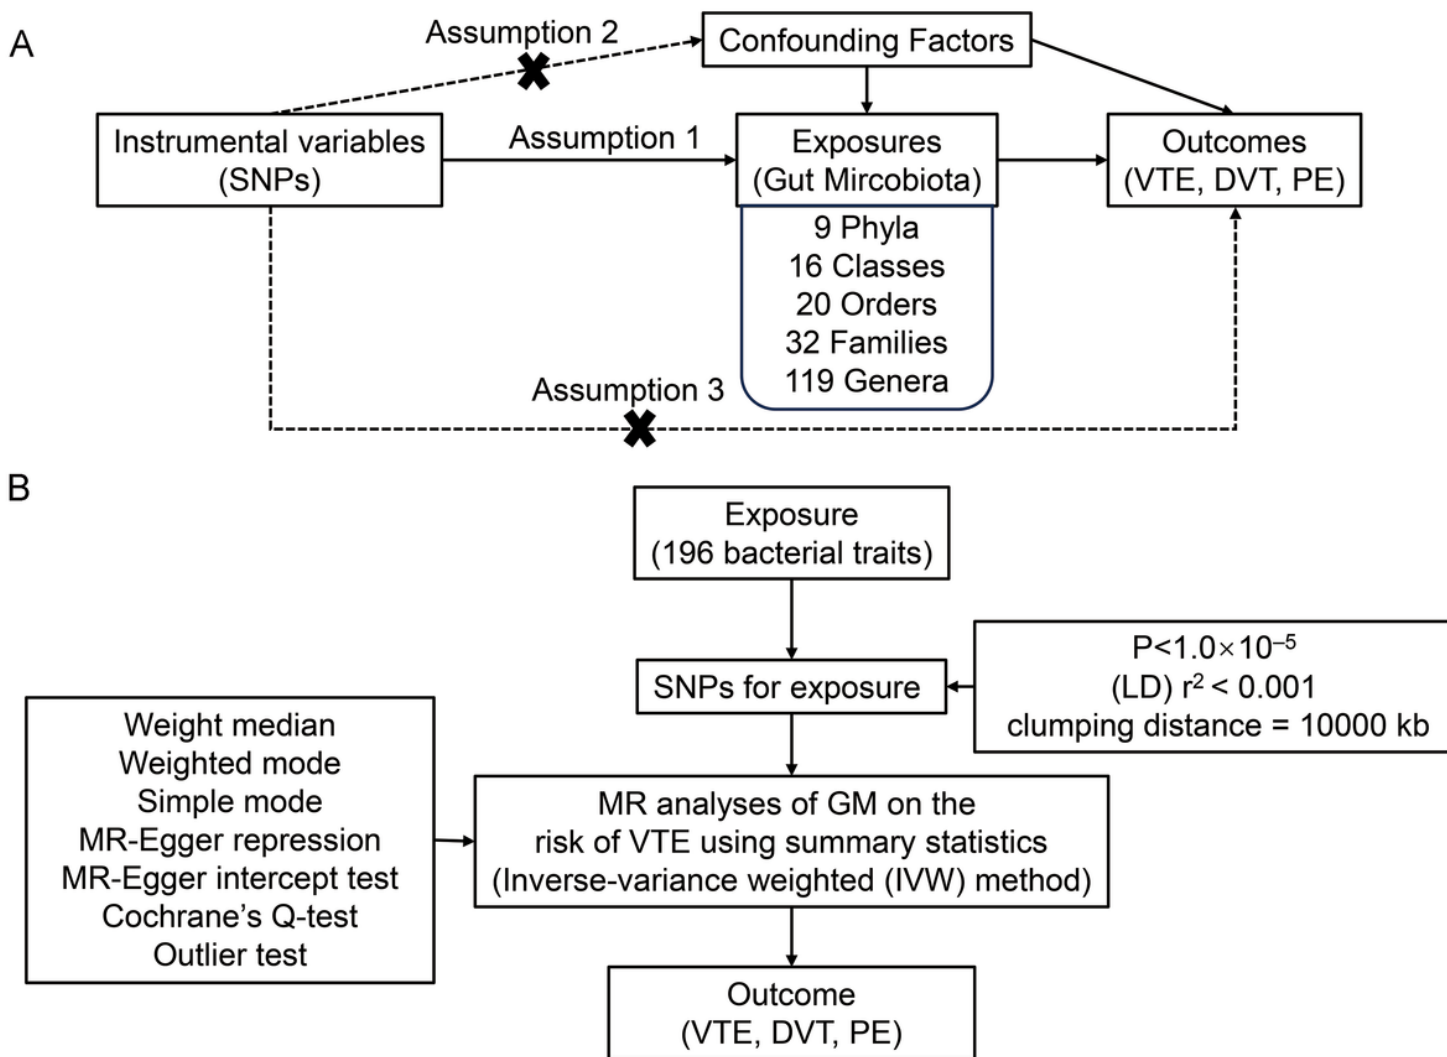 A
Assumption 2
Confounding Factors
Instrumental variables
(SNPs)
Assumption 1
Exposures
(Gut Mircobiota)
Outcomes
(VTE, DVT, PE)
9 Phyla
16 Classes
20 Orders
32 Families
119 Genera
Assumption 3
B
Exposure
(196 bacterial traits)
SNPs for exposure
P<1.0×10⁻⁵
(LD) r² < 0.001
clumping distance = 10000 kb
Weight median
Weighted mode
Simple mode
MR-Egger repression
MR-Egger intercept test
Cochrane’s Q-test
Outlier test
MR analyses of GM on the
risk of VTE using summary statistics
(Inverse-variance weighted (IVW) method)
Outcome
(VTE, DVT, PE)